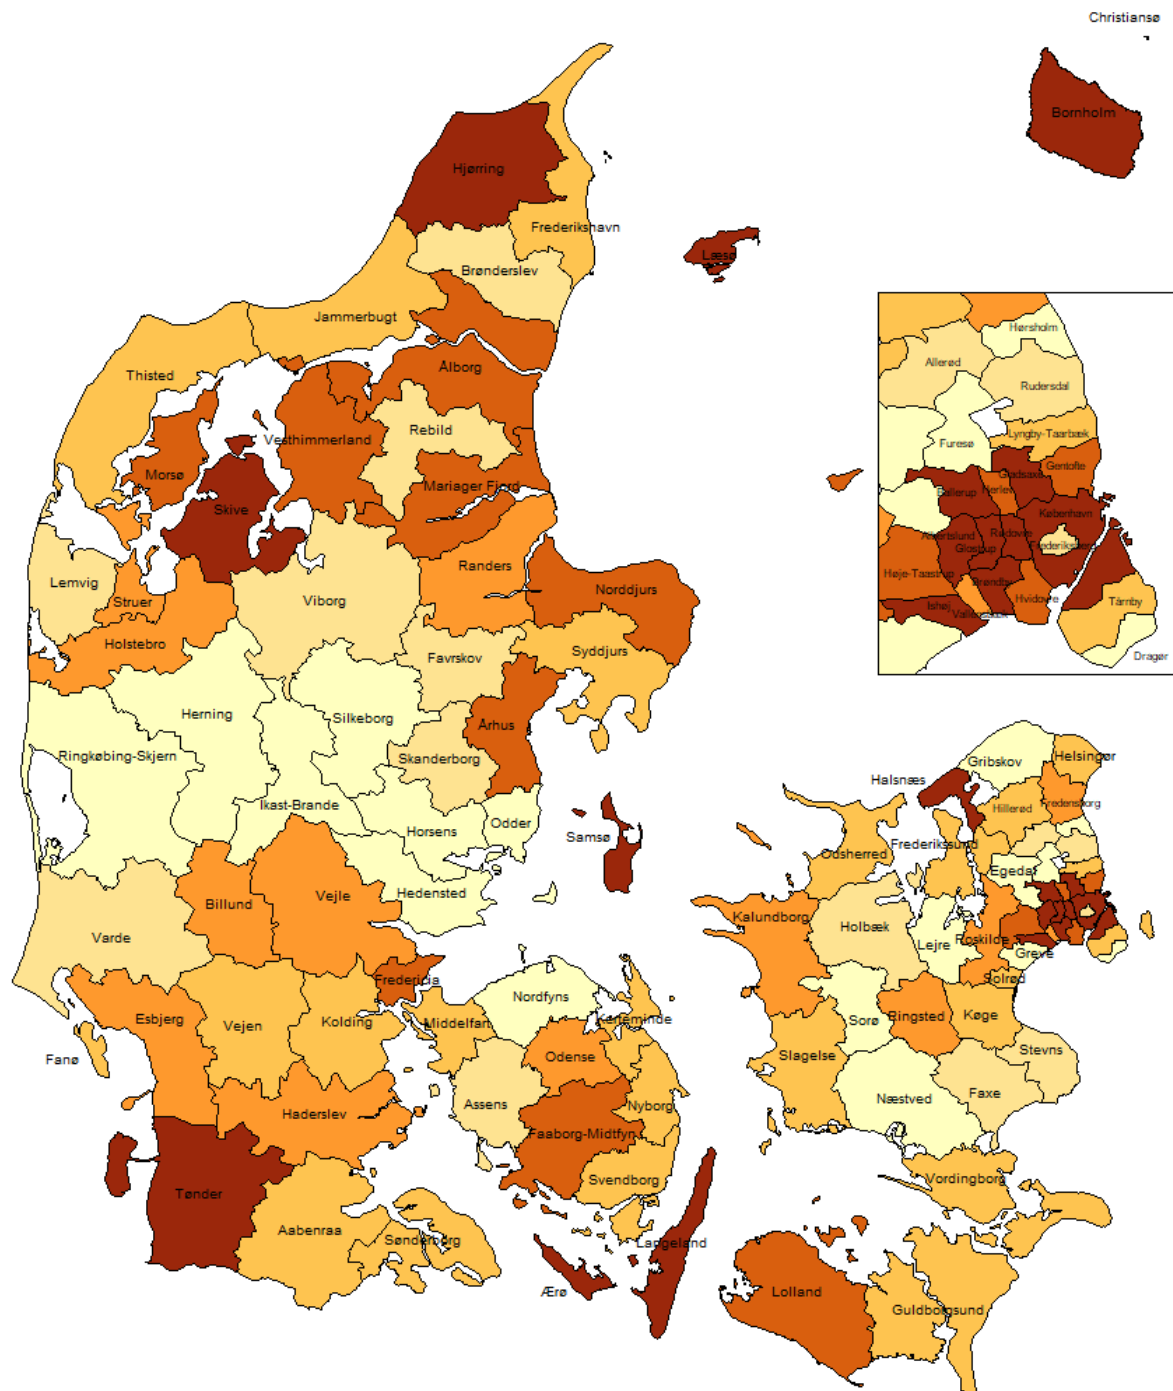 Christiansø
Bornholm
Hjørring
Frederikshavn
Læsø
Brønderslev
Jammerbugt
Hørsholm
Allerød
Ålborg
Thisted
Rudersdal
Rebild
Vesthimmerland
Lyngby-Taarbæk
Furesø
Gentofte
Gladsaxe
Morsø
Mariager Fjord
Ballerup
Herlev
Skive
København
Albertslund
Rødovre
Glostrup
Frederiksberg
Randers
Høje-Taastrup
Lemvig
Brøndby
Norddjurs
Viborg
Struer
Hvidovre
Tårnby
Ishøj
Vallensbæk
Holstebro
Syddjurs
Favrskov
Dragør
Herning
Silkeborg
Århus
Ringkøbing-Skjern
Skanderborg
Gribskov
Helsingør
Halsnæs
Ikast-Brande
Hillerød
Fredensborg
Horsens
Odder
Samsø
Frederikssund
Odsherred
Egedal
Hedensted
Billund
Vejle
Kalundborg
Holbæk
Varde
Lejre
Roskilde
Greve
Fredericia
Solrød
Nordfyns
Esbjerg
Vejen
Kolding
Middelfart
Kerteminde
Sorø
Ringsted
Køge
Fanø
Odense
Slagelse
Stevns
Assens
Nyborg
Næstved
Faxe
Haderslev
Faaborg-Midtfyn
Svendborg
Vordingborg
Tønder
Aabenraa
Sønderborg
Langeland
Ærø
Lolland
Guldborgsund